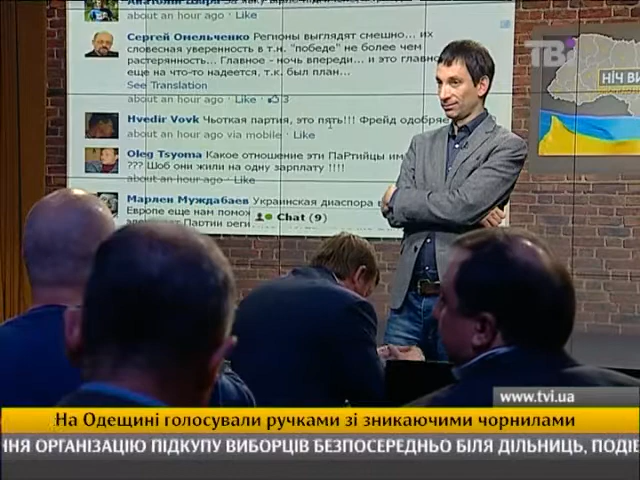 Анатолій Шарій
about an hour ago · Like
Сергей Омельченко Регионы выглядят смешно... их
словесная уверенность в т.н. "победе" не более чем
растерянность... Главное - ночь впереди... и это главное
еще на что-то надеется, т.к. был план...
See Translation
about an hour ago · Like · 3
Hvedir Vovk Чьоткая партия, это пять!!! Фрейд одобряе
about an hour ago via mobile · Like
Oleg Tsyoma Какое отношение эти ПаРтийцы им
??? Шоб они жили на одну зарплату !!!!
about an hour ago · Like
Марлен Муждабаев Украинская диаспора
Европе еще нам помож
Партии реги
Chat (9)
ТВі
НІЧ ВИ
www.tvi.ua
На Одещині голосували ручками зі зникаючими чорнилами
ННЯ ОРГАНІЗАЦІЮ ПІДКУПУ ВИБОРЦІВ БЕЗПОСЕРЕДНЬО БІЛЯ ДІЛЬНИЦЬ, ПОДІЄ